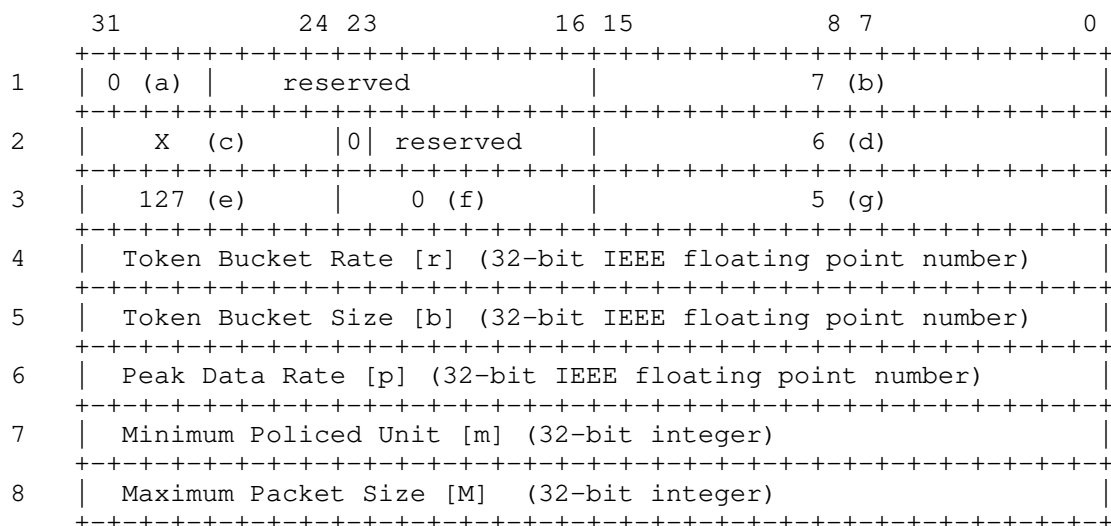 31 24 23 16 15 8 7 0
+-+-+-+-+-+-+-+-+-+-+-+-+-+-+-+-+-+-+-+-+-+-+-+-+-+-+-+-+-+-+-+-+
1 | 0 (a) | reserved | 7 (b) |
+-+-+-+-+-+-+-+-+-+-+-+-+-+-+-+-+-+-+-+-+-+-+-+-+-+-+-+-+-+-+-+-+
2 | X (c) |0| reserved | 6 (d) |
+-+-+-+-+-+-+-+-+-+-+-+-+-+-+-+-+-+-+-+-+-+-+-+-+-+-+-+-+-+-+-+-+
3 | 127 (e) | 0 (f) | 5 (g) |
+-+-+-+-+-+-+-+-+-+-+-+-+-+-+-+-+-+-+-+-+-+-+-+-+-+-+-+-+-+-+-+-+
4 | Token Bucket Rate [r] (32-bit IEEE floating point number) |
+-+-+-+-+-+-+-+-+-+-+-+-+-+-+-+-+-+-+-+-+-+-+-+-+-+-+-+-+-+-+-+-+
5 | Token Bucket Size [b] (32-bit IEEE floating point number) |
+-+-+-+-+-+-+-+-+-+-+-+-+-+-+-+-+-+-+-+-+-+-+-+-+-+-+-+-+-+-+-+-+
6 | Peak Data Rate [p] (32-bit IEEE floating point number) |
+-+-+-+-+-+-+-+-+-+-+-+-+-+-+-+-+-+-+-+-+-+-+-+-+-+-+-+-+-+-+-+-+
7 | Minimum Policed Unit [m] (32-bit integer) |
+-+-+-+-+-+-+-+-+-+-+-+-+-+-+-+-+-+-+-+-+-+-+-+-+-+-+-+-+-+-+-+-+
8 | Maximum Packet Size [M] (32-bit integer) |
+-+-+-+-+-+-+-+-+-+-+-+-+-+-+-+-+-+-+-+-+-+-+-+-+-+-+-+-+-+-+-+-+